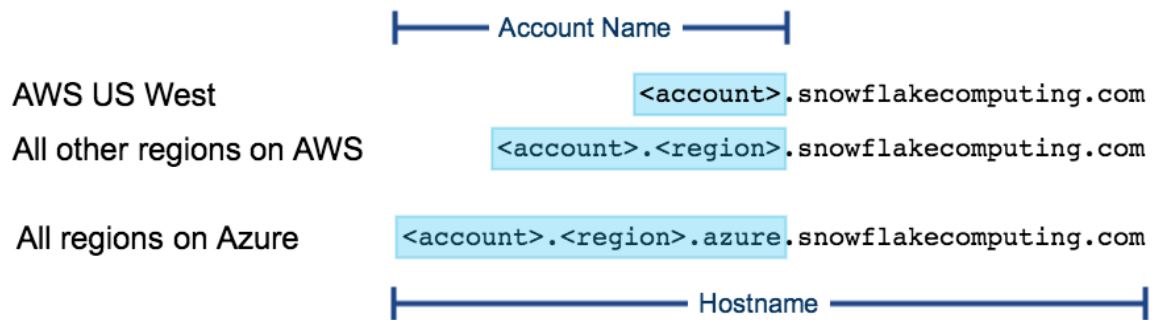 Account Name
AWS US West <account>.snowflakecomputing.com
All other regions on AWS <account>.<region>.snowflakecomputing.com
All regions on Azure <account>.<region>.azure.snowflakecomputing.com
Hostname